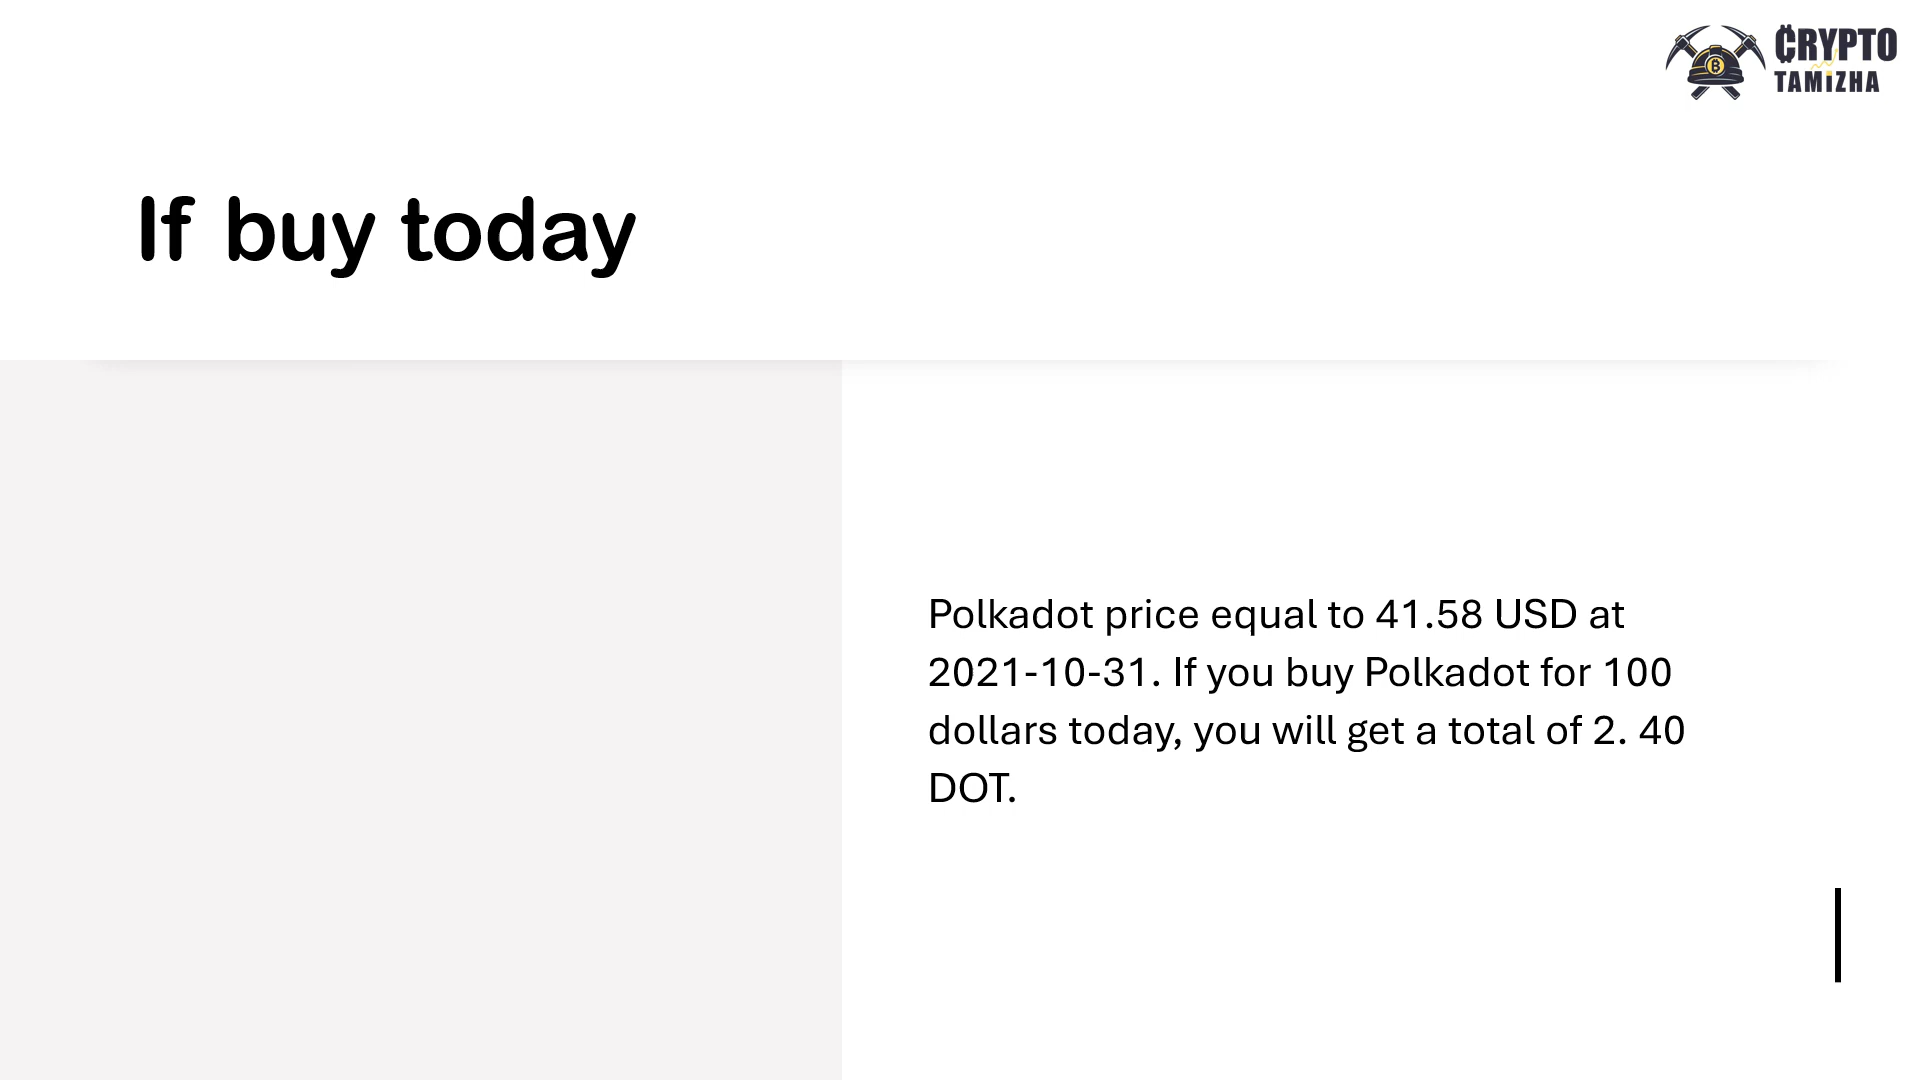 CRYPTO
TAMiZHA
If buy today
Polkadot price equal to 41.58 USD at
2021-10-31. If you buy Polkadot for 100
dollars today, you will get a total of 2. 40
DOT.